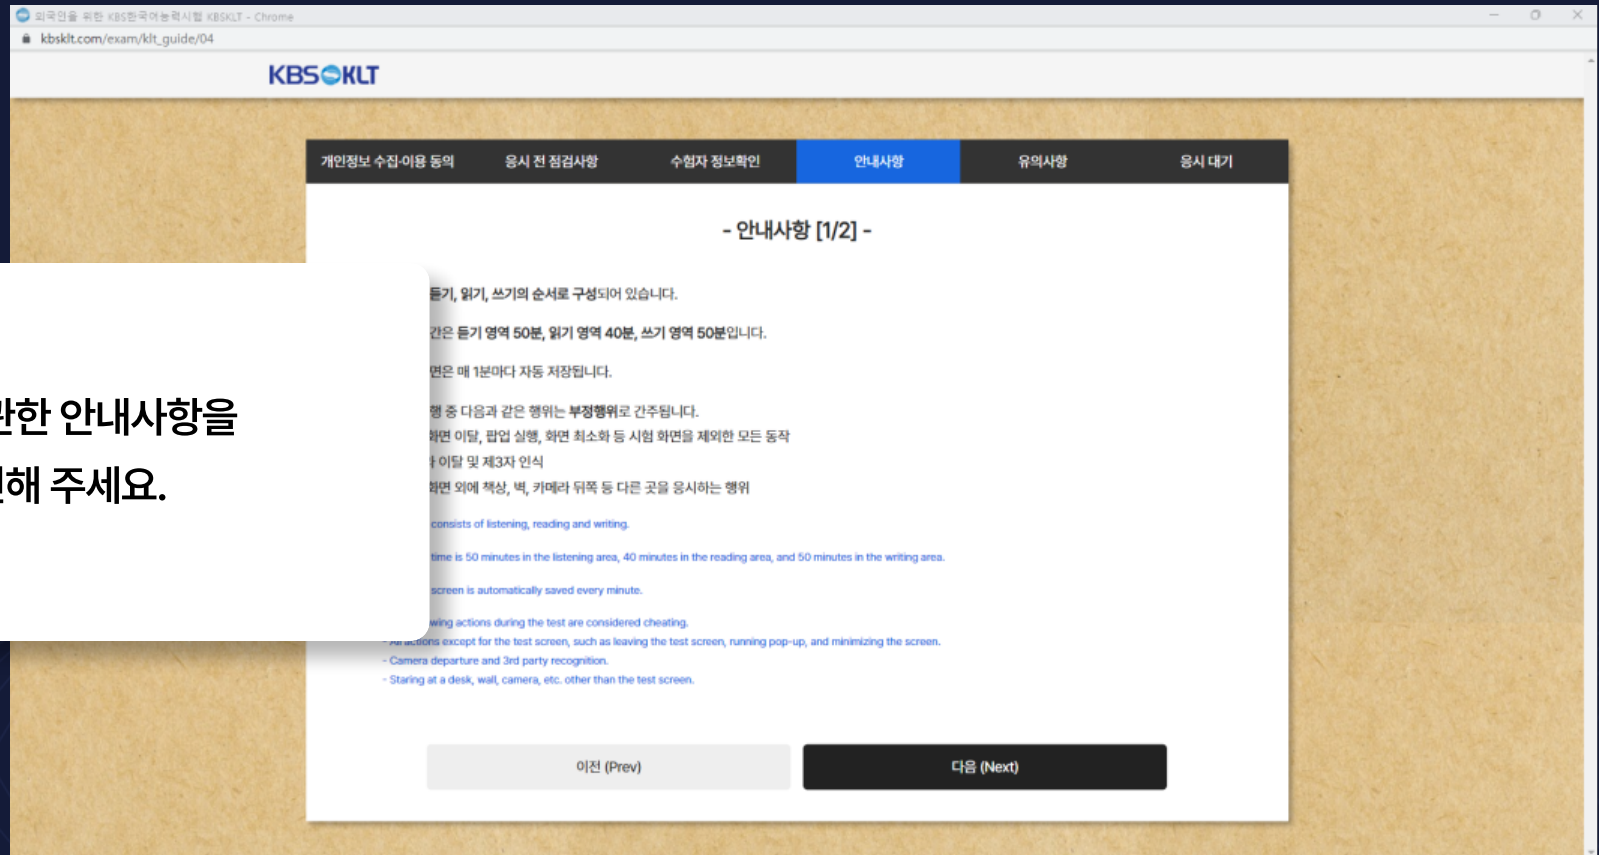 외국인을 위한 KBS한국어능력시험 KBSKLT - Chrome
kbsklt.com/exam/klt_guide/04
KBS KLT
개인정보 수집·이용 동의 응시 전 점검사항 수험자 정보확인 안내사항 유의사항 응시 대기
- 안내사항 [1/2] -
듣기, 읽기, 쓰기의 순서로 구성되어 있습니다.
간은 듣기 영역 50분, 읽기 영역 40분, 쓰기 영역 50분입니다.
면은 매 1분마다 자동 저장됩니다.
관한 안내사항을
해 주세요.
행 중 다음과 같은 행위는 부정행위로 간주됩니다.
화면 이탈, 팝업 실행, 화면 최소화 등 시험 화면을 제외한 모든 동작
이탈 및 제3자 인식
화면 외에 책상, 벽, 카메라 뒤쪽 등 다른 곳을 응시하는 행위
consists of listening, reading and writing.
time is 50 minutes in the listening area, 40 minutes in the reading area, and 50 minutes in the writing area.
screen is automatically saved every minute.
wing actions during the test are considered cheating.
- All actions except for the test screen, such as leaving the test screen, running pop-up, and minimizing the screen.
- Camera departure and 3rd party recognition.
- Staring at a desk, wall, camera, etc. other than the test screen.
이전 (Prev)
다음 (Next)